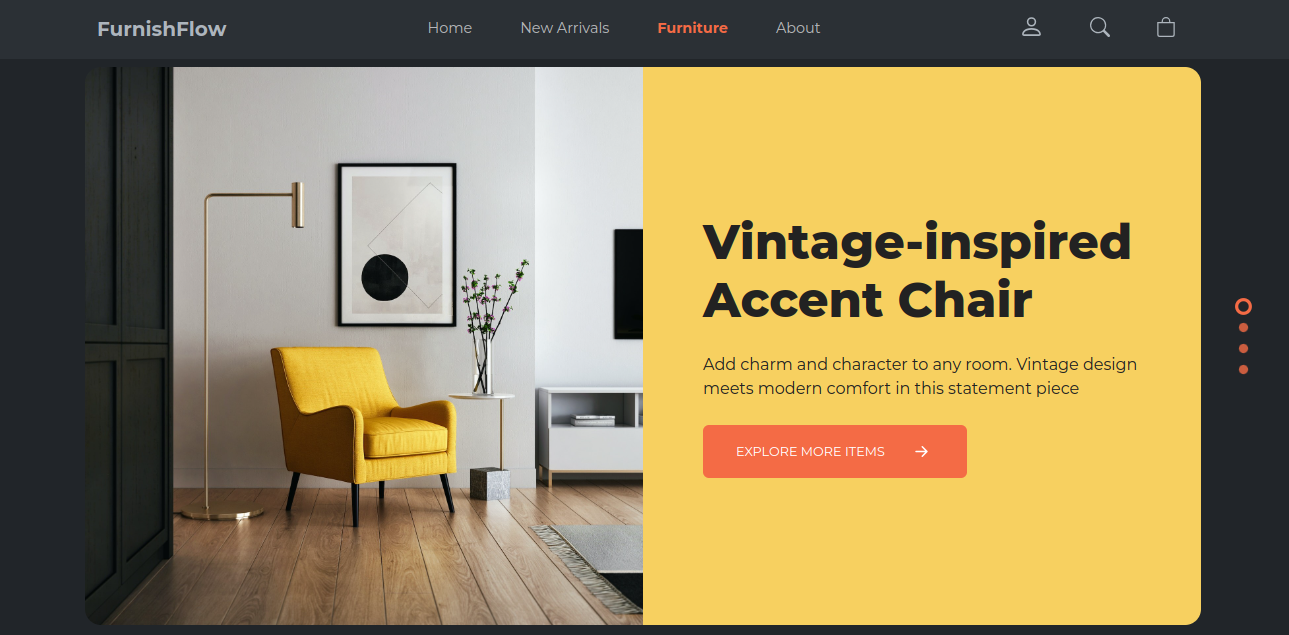 FurnishFlow
Home
New Arrivals
Furniture
About
Vintage-inspired
Accent Chair
Add charm and character to any room. Vintage design
meets modern comfort in this statement piece
EXPLORE MORE ITEMS